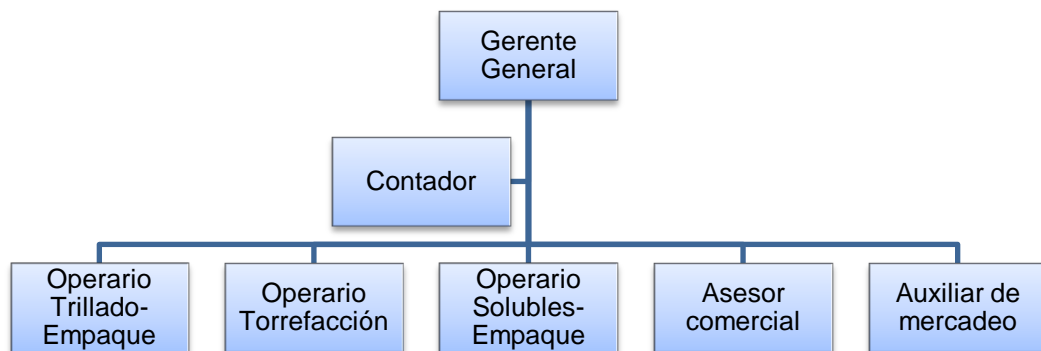 Gerente
General
Contador
Operario
Trillado-
Empaque
Operario
Torrefacción
Operario
Solubles-
Empaque
Asesor
comercial
Auxiliar de
mercadeo